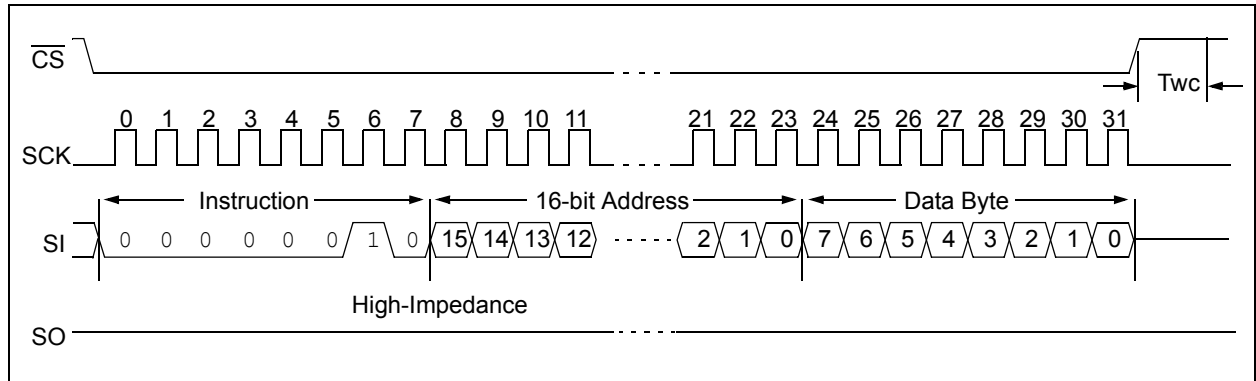 CS
Twc
0 1 2 3 4 5 6 7 8 9 10 11 21 22 23 24 25 26 27 28 29 30 31
SCK
Instruction 16-bit Address Data Byte
SI 0 0 0 0 0 0 1 0 15 14 13 12 2 1 0 7 6 5 4 3 2 1 0
High-Impedance
SO